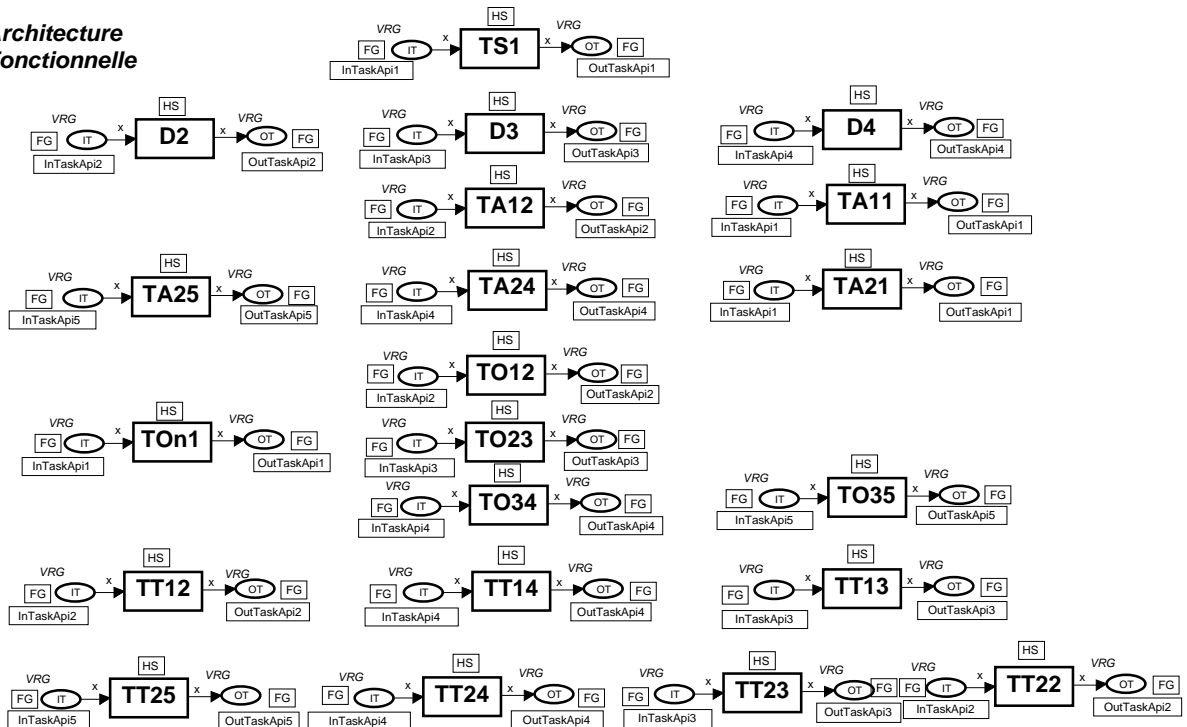 Architecture
Fonctionnelle
HS
VRG VRG
FG IT x TS1 x OT FG
InTaskApi1 OutTaskApi1
HS HS HS
VRG VRG VRG VRG VRG VRG
FG IT x D2 x OT FG FG IT x D3 x OT FG FG IT x D4 x OT FG
InTaskApi2 OutTaskApi2 InTaskApi3 OutTaskApi3 InTaskApi4 OutTaskApi4
HS HS
VRG VRG VRG VRG
FG IT x TA12 x OT FG FG IT x TA11 x OT FG
InTaskApi2 OutTaskApi2 InTaskApi1 OutTaskApi1
HS HS HS
VRG VRG VRG VRG VRG VRG
FG IT x TA25 x OT FG FG IT x TA24 x OT FG FG IT x TA21 x OT FG
InTaskApi5 OutTaskApi5 InTaskApi4 OutTaskApi4 InTaskApi1 OutTaskApi1
HS
VRG VRG
FG IT x TO12 x OT FG
InTaskApi2 OutTaskApi2
HS HS
VRG VRG VRG VRG
FG IT x TOn1 x OT FG FG IT x TO23 x OT FG
InTaskApi1 OutTaskApi1 InTaskApi3 OutTaskApi3
HS HS
VRG VRG VRG VRG
FG IT x TO34 x OT FG FG IT x TO35 x OT FG
InTaskApi4 OutTaskApi4 InTaskApi5 OutTaskApi5
HS HS HS
VRG VRG VRG VRG VRG VRG
FG IT x TT12 x OT FG FG IT x TT14 x OT FG FG IT x TT13 x OT FG
InTaskApi2 OutTaskApi2 InTaskApi4 OutTaskApi4 InTaskApi3 OutTaskApi3
HS HS HS HS
VRG VRG VRG VRG VRG VRG VRG VRG
FG IT x TT25 x OT FG FG IT x TT24 x OT FG FG IT x TT23 x OT FG FG IT x TT22 x OT FG
InTaskApi5 OutTaskApi5 InTaskApi4 OutTaskApi4 InTaskApi3 OutTaskApi3 InTaskApi2 OutTaskApi2